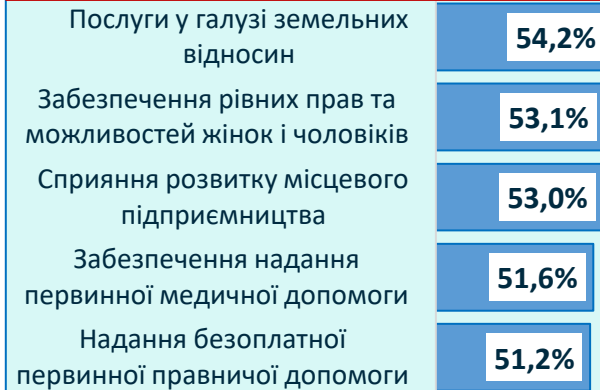 Послуги у галузі земельних
відносин
54,2%
Забезпечення рівних прав та
можливостей жінок і чоловіків
53,1%
Сприяння розвитку місцевого
підприємництва
53,0%
Забезпечення надання
первинної медичної допомоги
51,6%
Надання безоплатної
первинної правничої допомоги
51,2%